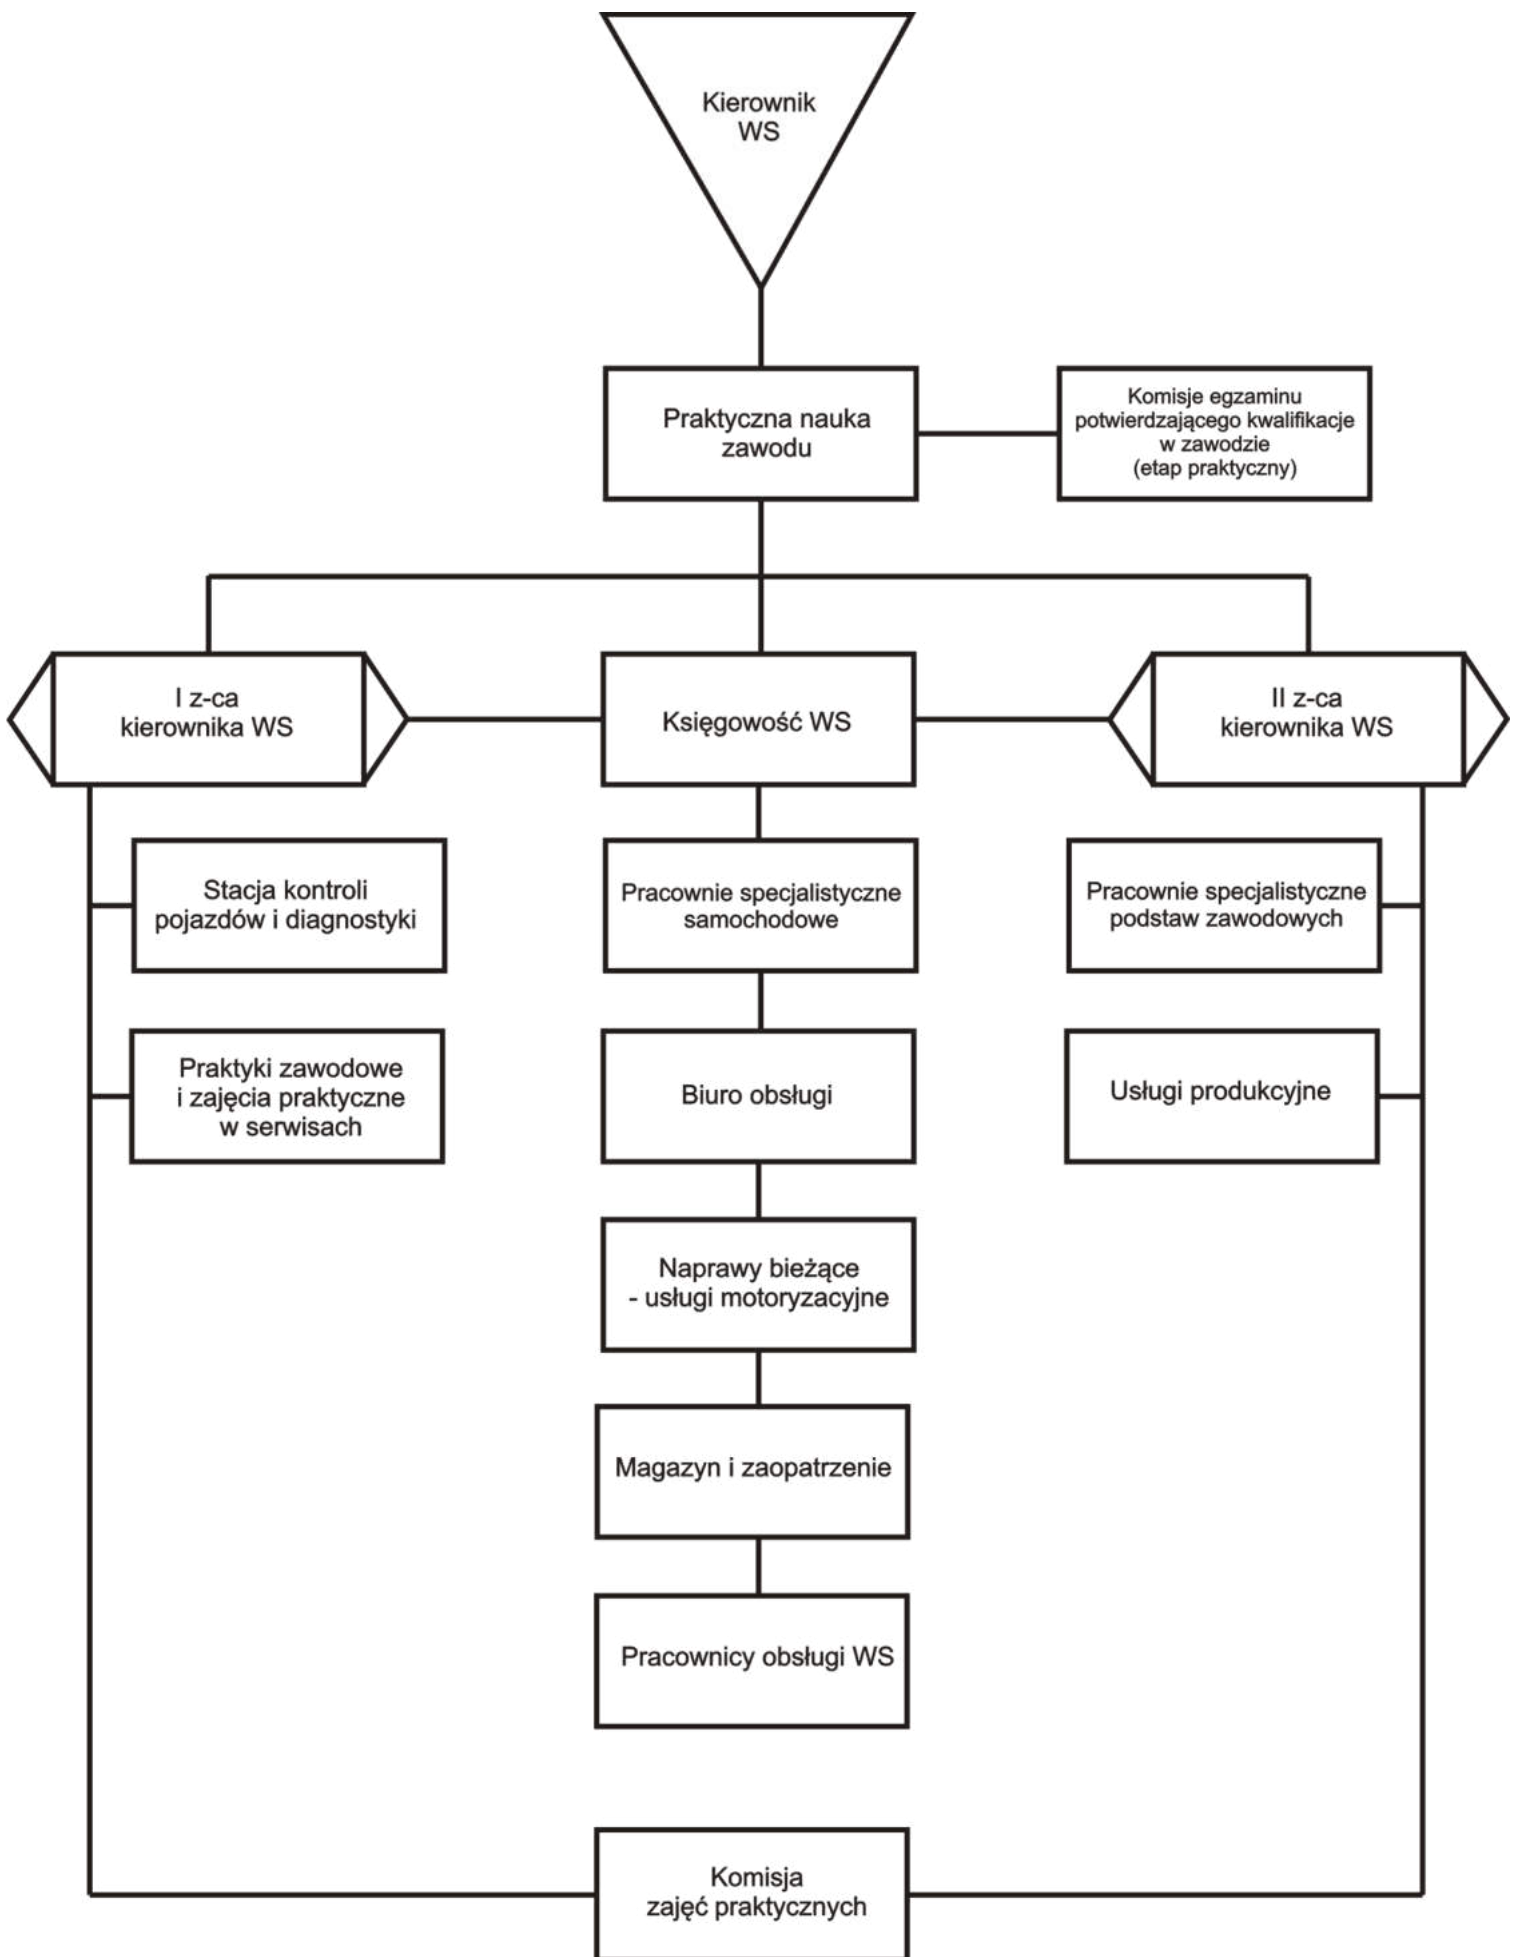 Kierownik
WS
Praktyczna nauka
zawodu
Komisje egzaminu
potwierdzającego kwalifikacje
w zawodzie
(etap praktyczny)
I z-ca
kierownika WS
Księgowość WS
II z-ca
kierownika WS
Stacja kontroli
pojazdów i diagnostyki
Pracownie specjalistyczne
samochodowe
Pracownie specjalistyczne
podstaw zawodowych
Praktyki zawodowe
i zajęcia praktyczne
w serwisach
Biuro obsługi
Usługi produkcyjne
Naprawy bieżące
- usługi motoryzacyjne
Magazyn i zaopatrzenie
Pracownicy obsługi WS
Komisja
zajęć praktycznych